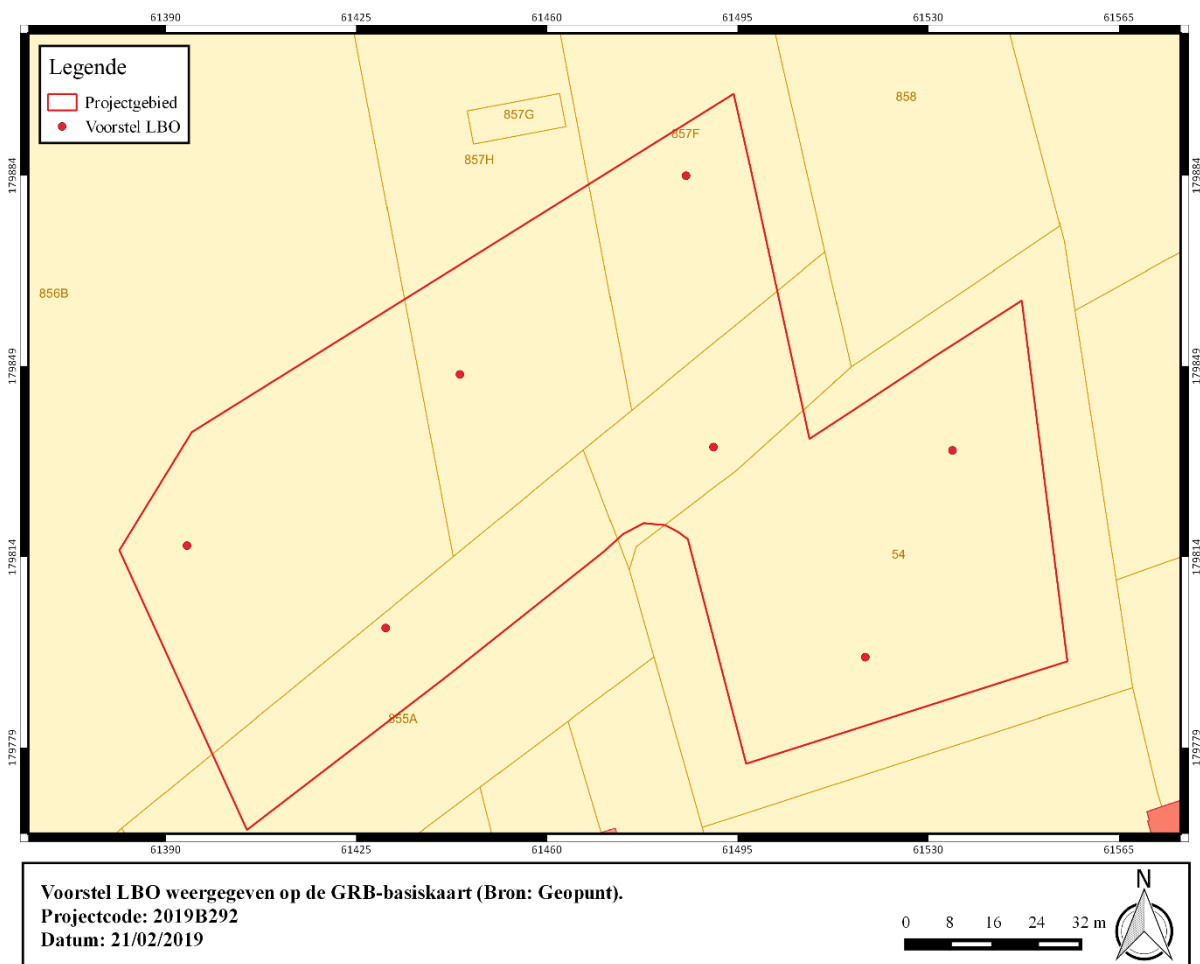 61390 61425 61460 61495 61530 61565
Legende
Projectgebied
Voorstel LBO
857G
857F
858
857H
179884 179884
856B
179849 179849
179814 179814
54
855A
179779 179779
61390 61425 61460 61495 61530 61565
Voorstel LBO weergegeven op de GRB-basiskaart (Bron: Geopunt).
Projectcode: 2019B292
Datum: 21/02/2019
N
0 8 16 24 32 m